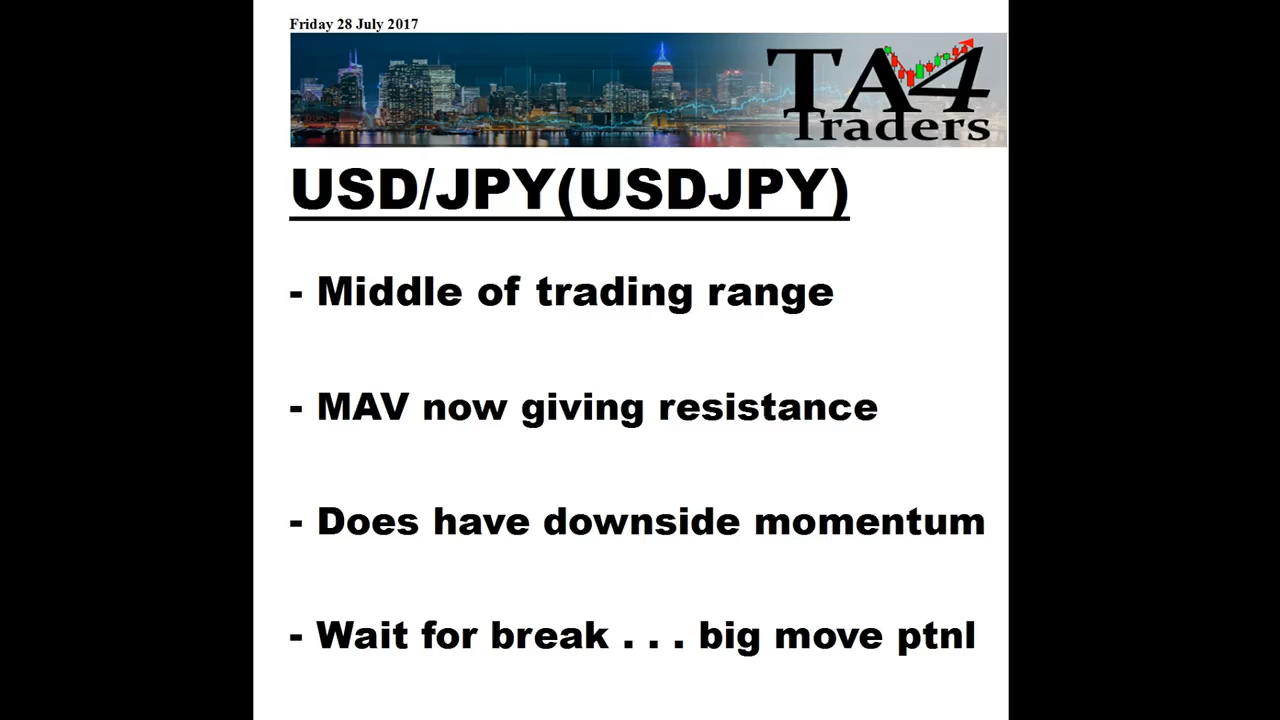 Friday 28 July 2017
TA4
Traders
USD/JPY(USDJPY)
- Middle of trading range
- MAV now giving resistance
- Does have downside momentum
- Wait for break . . . big move ptnl